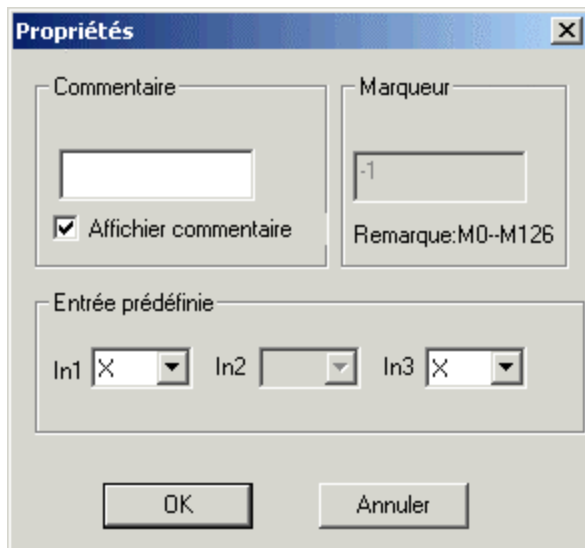 Propriétés
Commentaire
Marqueur
-1
Affichier commentaire
Remarque:M0--M126
Entrée prédéfinie
In1 X In2 In3 X
OK Annuler